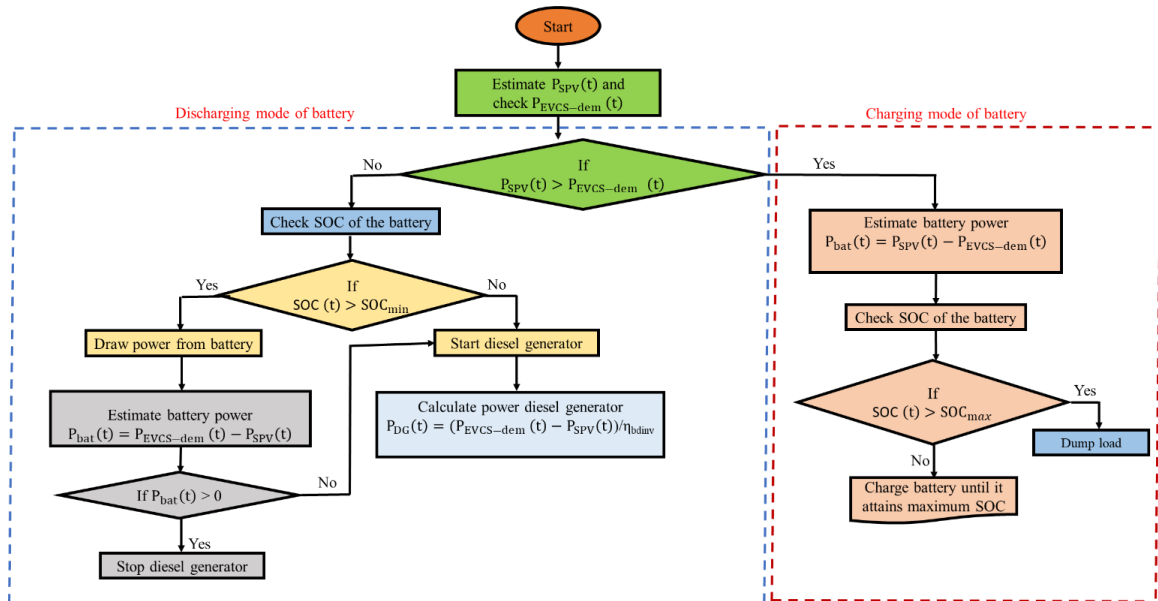 Start
Estimate P_SPV(t) and
check P_EVCS−dem (t)
Discharging mode of battery
Charging mode of battery
If
P_SPV(t) > P_EVCS−dem (t)
No
Yes
Check SOC of the battery
If
SOC (t) > SOC_min
Yes
No
Draw power from battery
Start diesel generator
Estimate battery power
P_bat(t) = P_EVCS−dem (t) − P_SPV(t)
Calculate power diesel generator
P_DG(t) = (P_EVCS−dem (t) − P_SPV(t))/η_bdinv
If P_bat(t) > 0
No
Yes
Stop diesel generator
Estimate battery power
P_bat(t) = P_SPV(t) − P_EVCS−dem(t)
Check SOC of the battery
If
SOC (t) > SOC_max
Yes
Dump load
No
Charge battery until it
attains maximum SOC